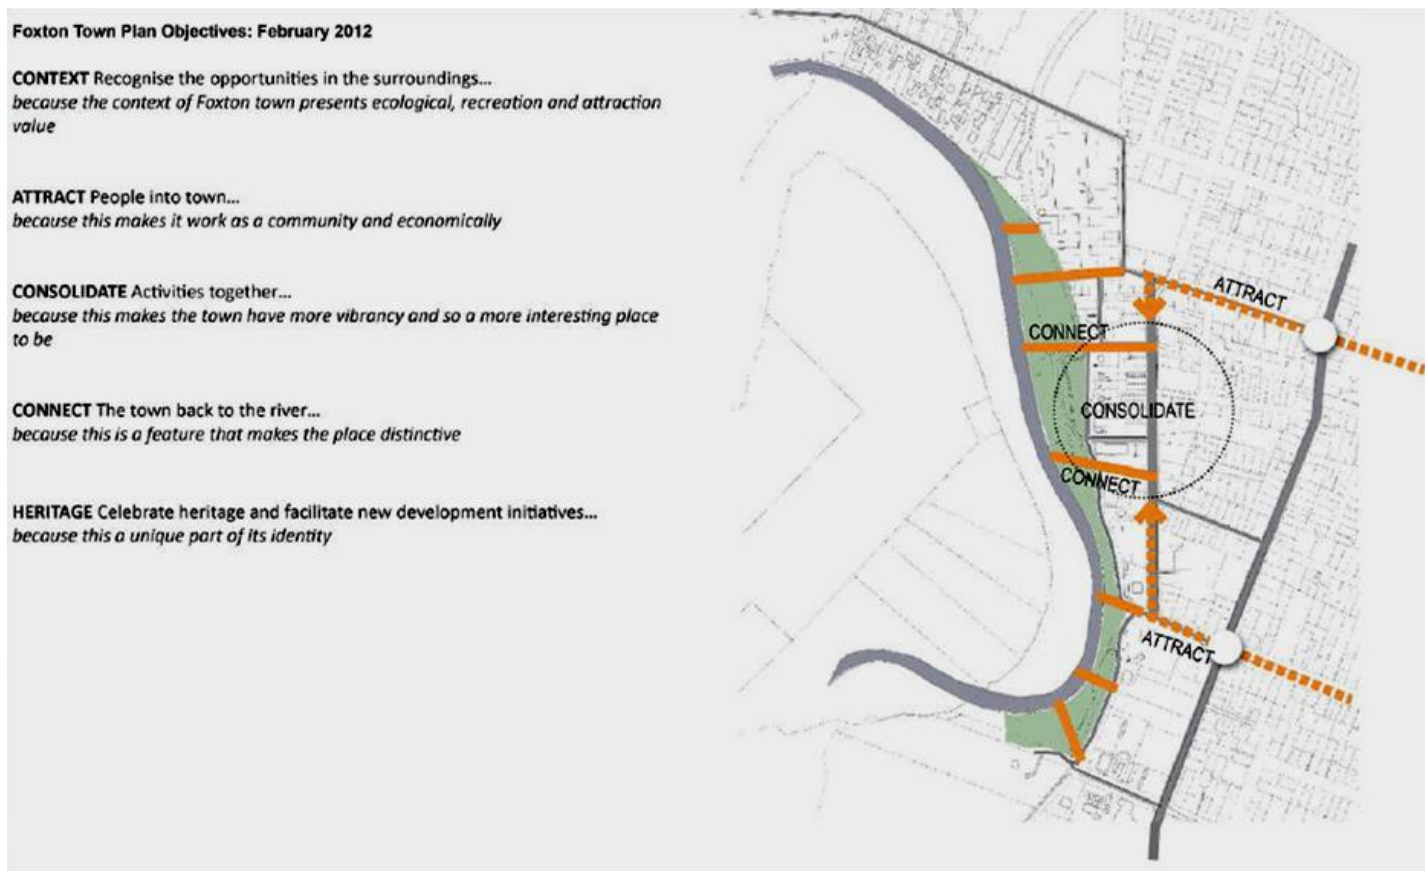 Foxton Town Plan Objectives: February 2012
CONTEXT Recognise the opportunities in the surroundings...
because the context of Foxton town presents ecological, recreation and attraction
value
ATTRACT People into town...
because this makes it work as a community and economically
CONSOLIDATE Activities together...
because this makes the town have more vibrancy and so a more interesting place
to be
CONNECT The town back to the river...
because this is a feature that makes the place distinctive
HERITAGE Celebrate heritage and facilitate new development initiatives...
because this a unique part of its identity
ATTRACT
CONNECT
CONSOLIDATE
CONNECT
ATTRACT